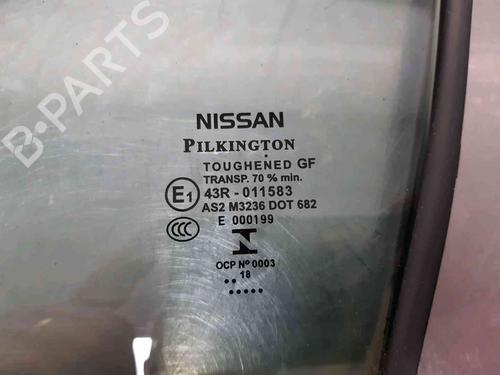 B-PARTS
NISSAN
PILKINGTON
TOUGHENED GF
TRANSP. 70 % min.
E1 43R - 011583
AS2 M3236 DOT 682
E 000199
CCC
N
OCP Nº 0003
18